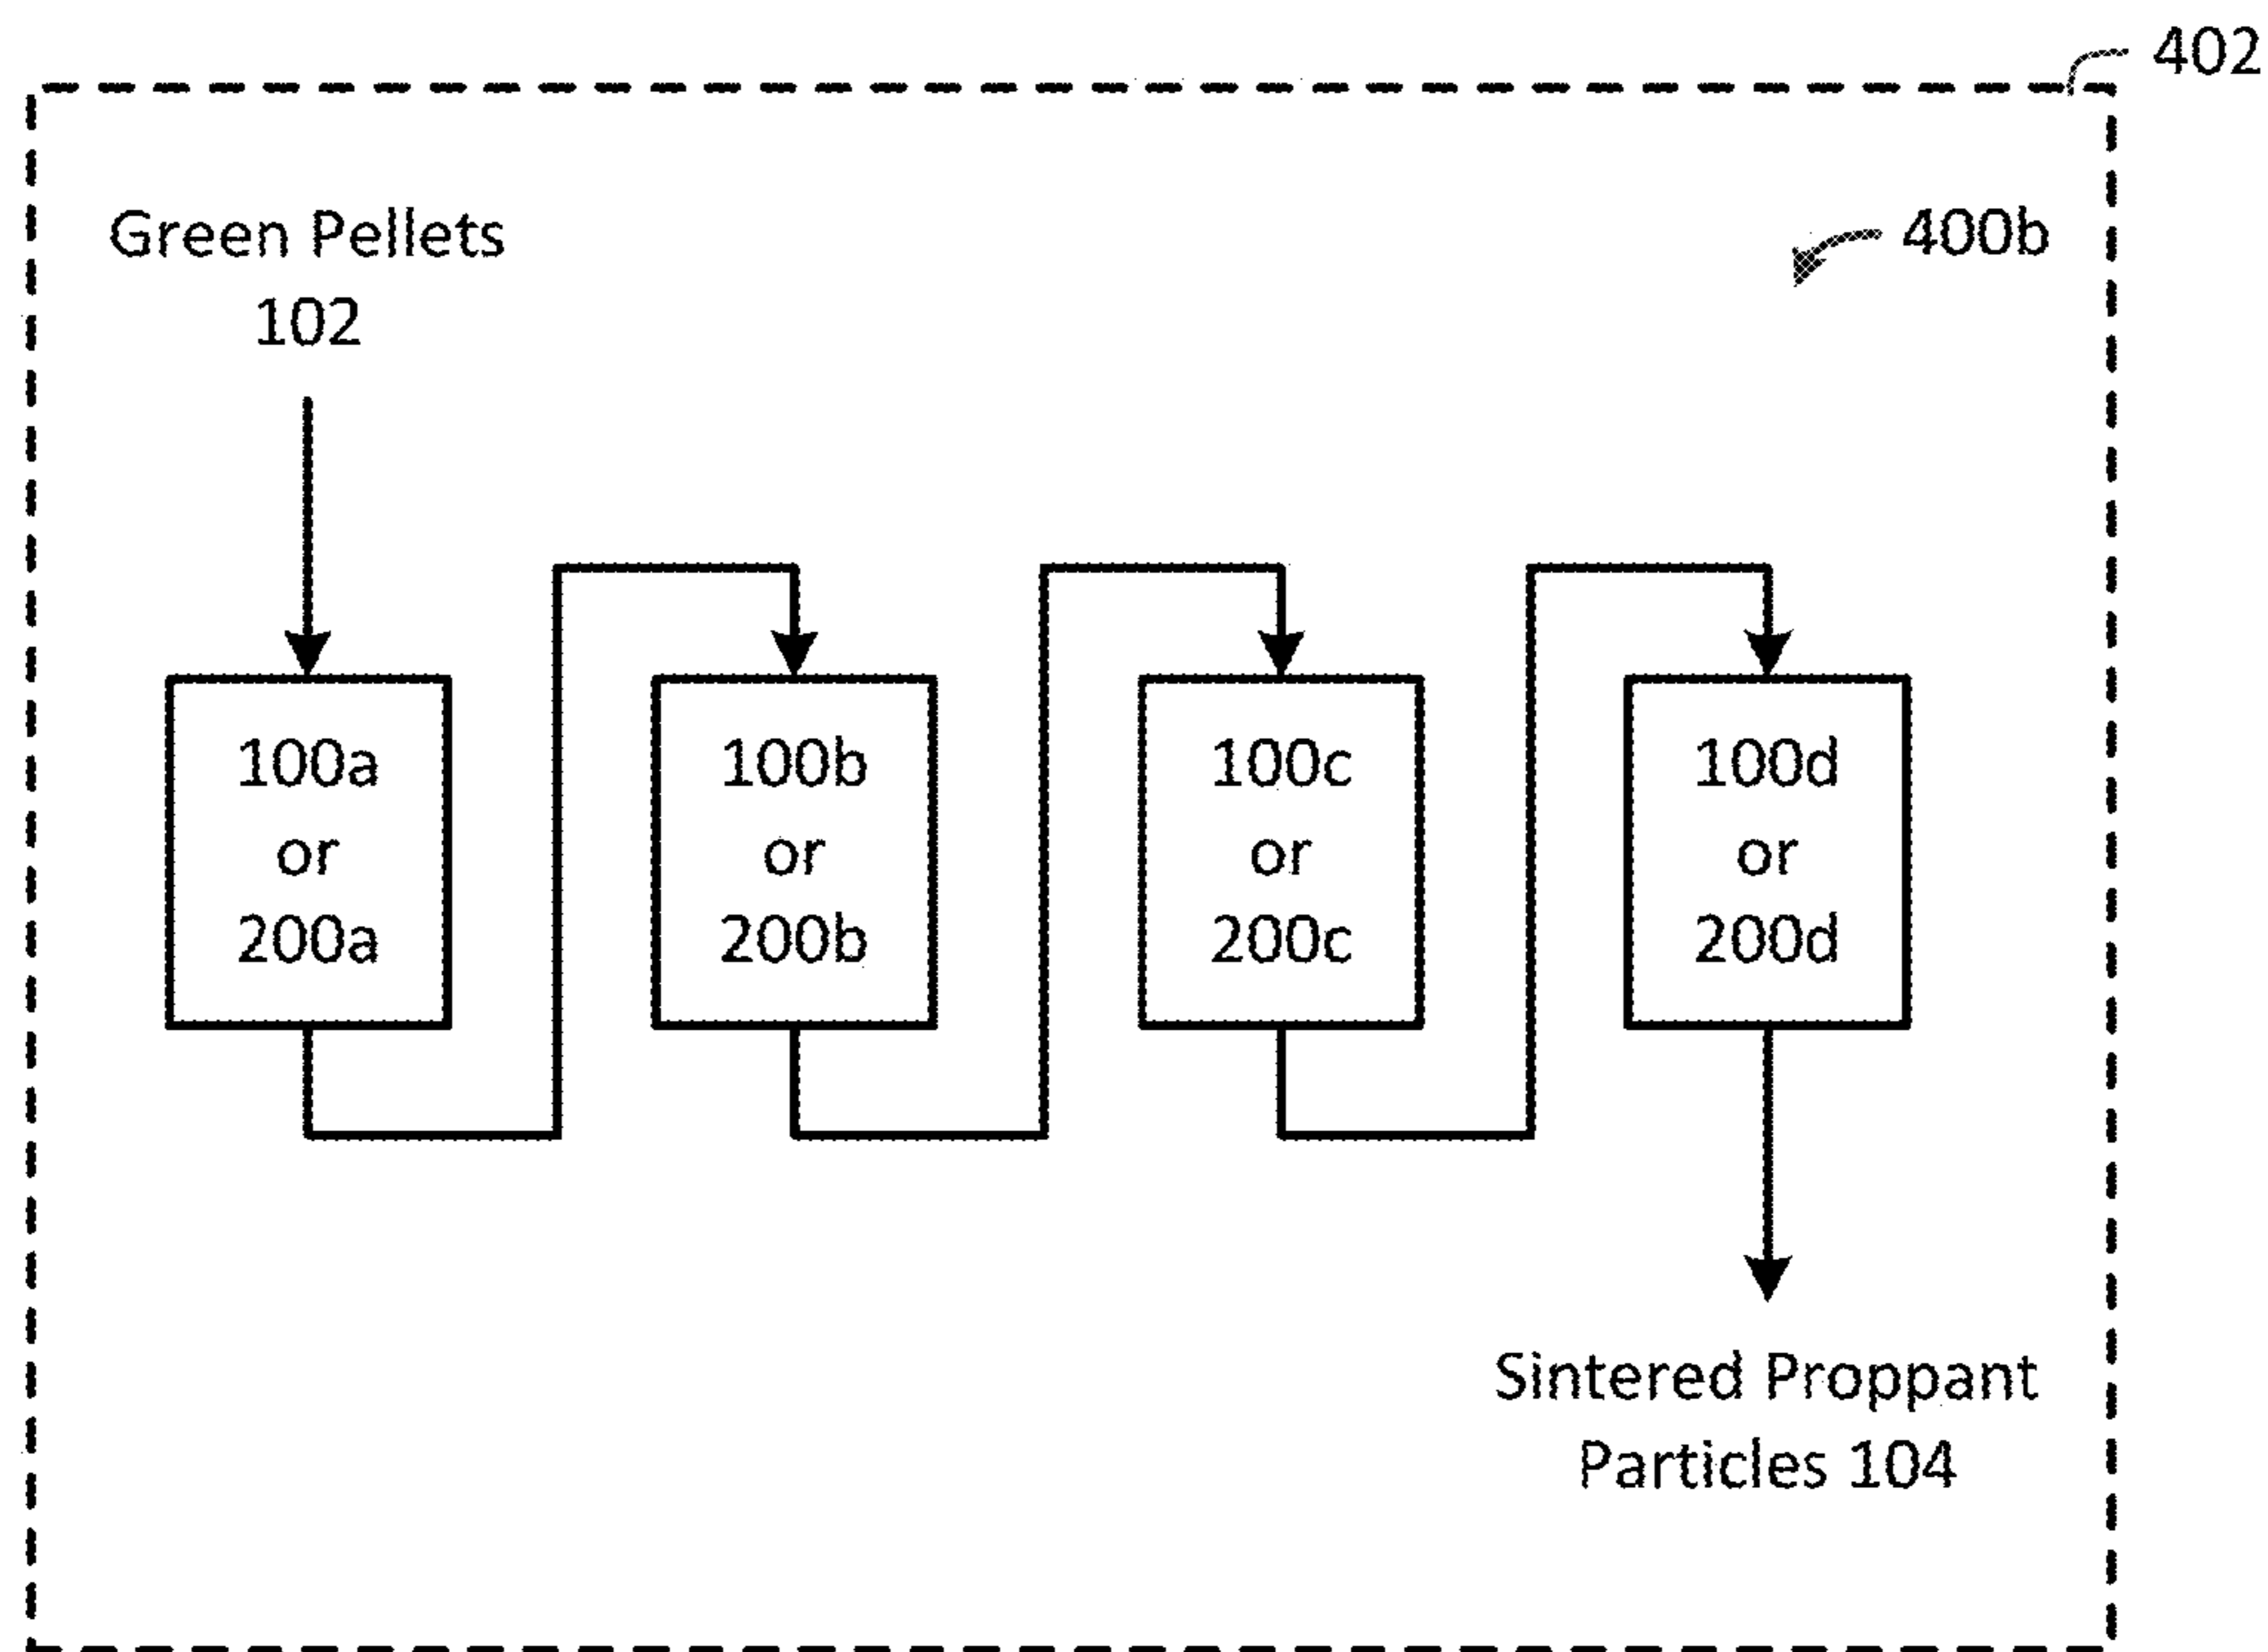 402
Green Pellets
102
400b
100a
or
200a
100b
or
200b
100c
or
200c
100d
or
200d
Sintered Proppant
Particles 104